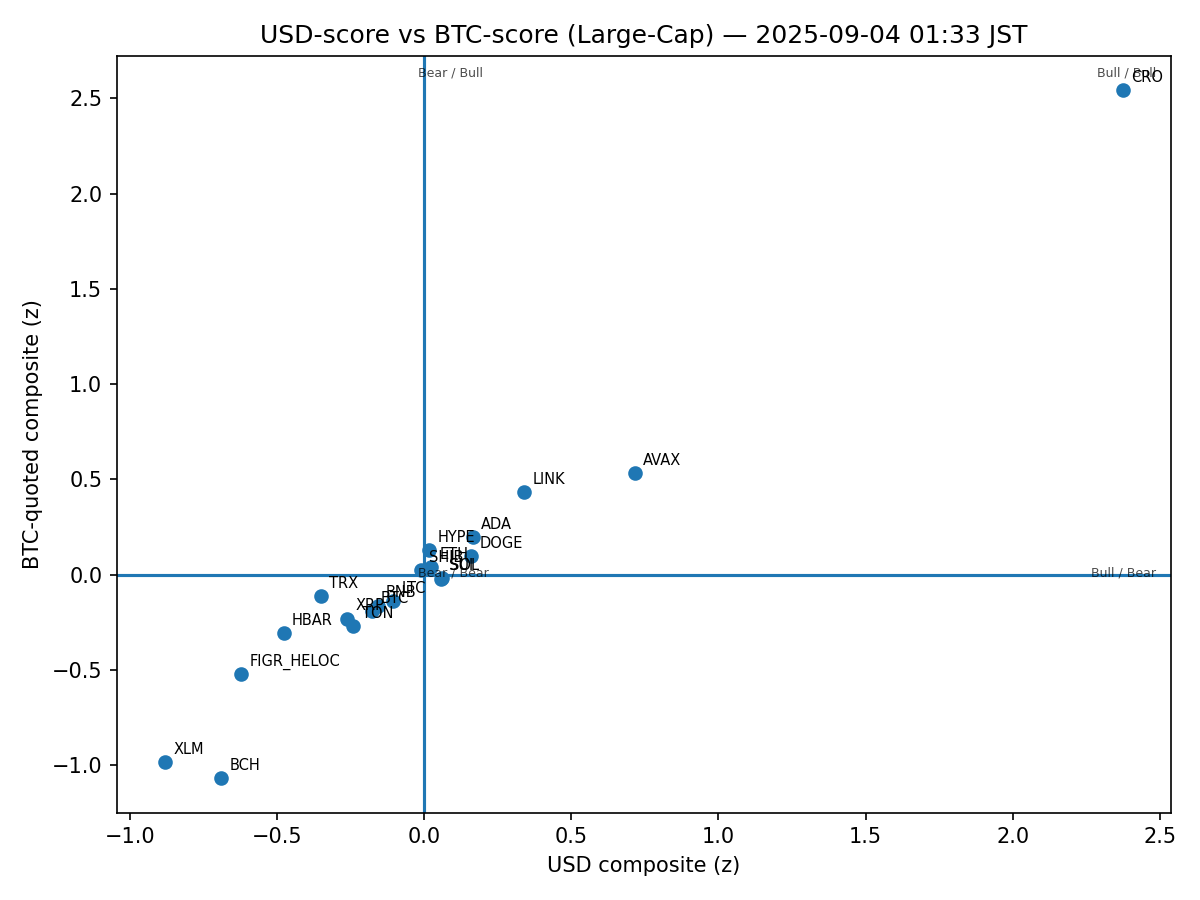 USD-score vs BTC-score (Large-Cap) — 2025-09-04 01:33 JST
Bear / Bull
Bull / Bull
CRO
AVAX
LINK
ADA
HYPE
DOGE
ETH
SHIB
SOL
Bear / Bear
Bull / Bear
TRX
LTC
BNB
BTC
XRP
TON
HBAR
FIGR_HELOC
XLM
BCH
2.5
2.0
1.5
1.0
0.5
0.0
−0.5
−1.0
BTC-quoted composite (z)
−1.0
−0.5
0.0
0.5
1.0
1.5
2.0
2.5
USD composite (z)